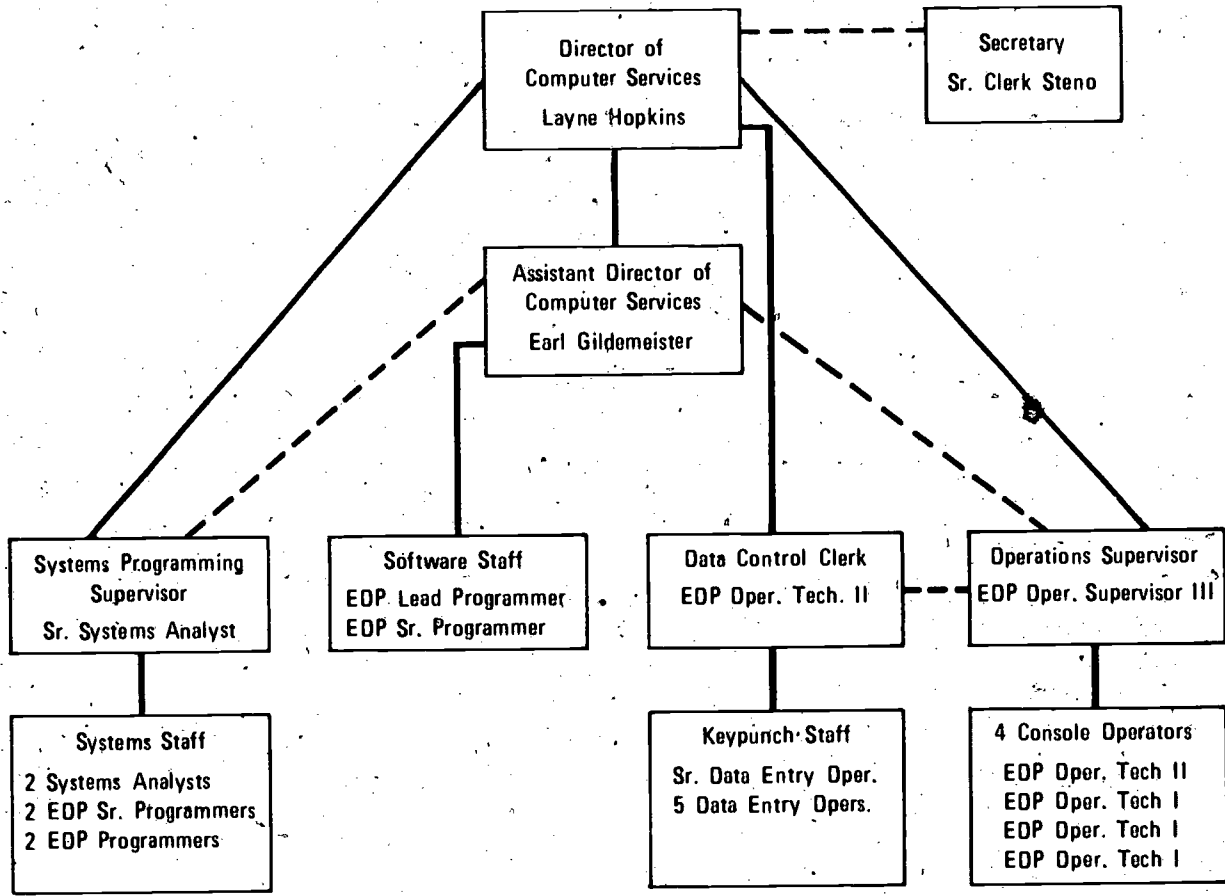 Director of
Computer Services
Layne Hopkins
Secretary
Sr. Clerk Steno
Assistant Director of
Computer Services
Earl Gildemeister
Systems Programming
Supervisor
Sr. Systems Analyst
Software Staff
EDP Lead Programmer
EDP Sr. Programmer
Data Control Clerk
EDP Oper. Tech. II
Operations Supervisor
EDP Oper. Supervisor III
Systems Staff
2 Systems Analysts
2 EDP Sr. Programmers
2 EDP Programmers
Keypunch Staff
Sr. Data Entry Oper.
5 Data Entry Opers.
4 Console Operators
EDP Oper. Tech II
EDP Oper. Tech I
EDP Oper. Tech I
EDP Oper. Tech I